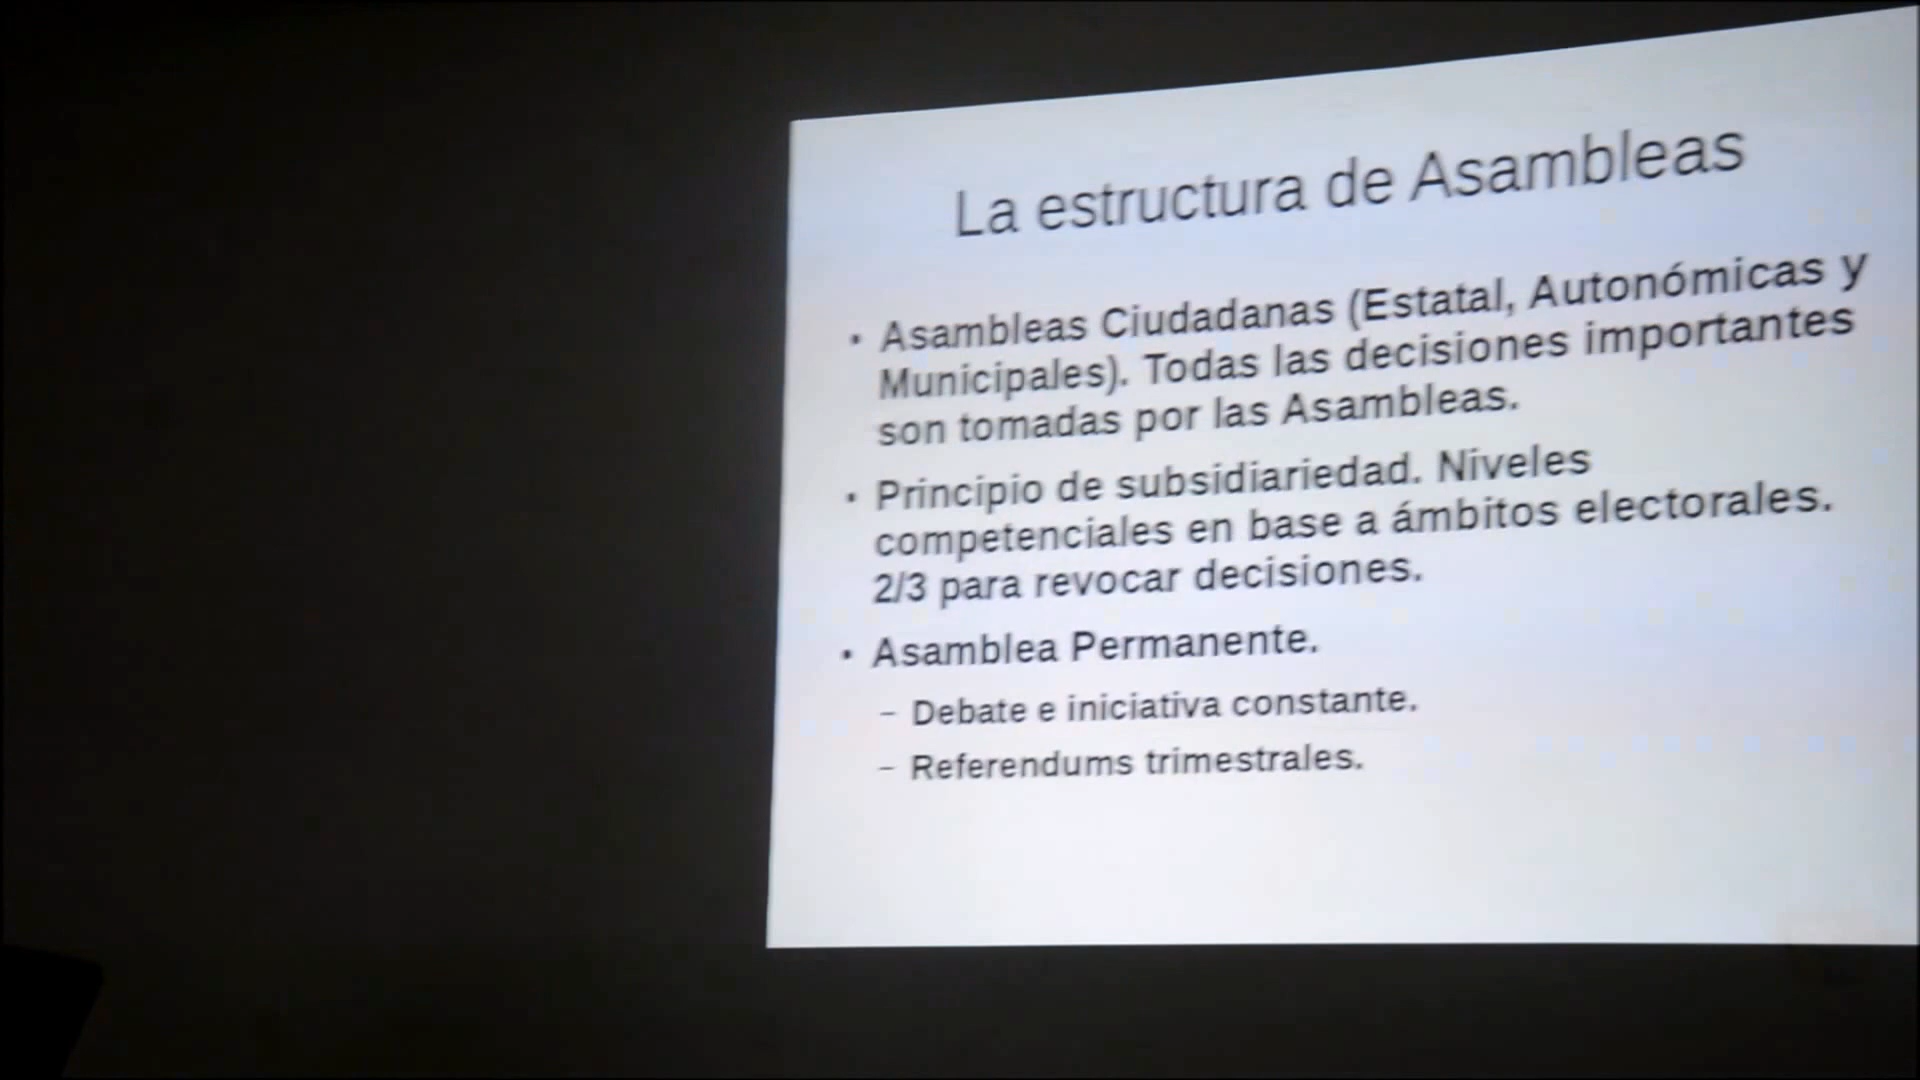 La estructura de Asambleas
• Asambleas Ciudadanas (Estatal, Autonómicas y
Municipales). Todas las decisiones importantes
son tomadas por las Asambleas.
• Principio de subsidiariedad. Niveles
competenciales en base a ámbitos electorales.
2/3 para revocar decisiones.
• Asamblea Permanente.
– Debate e iniciativa constante.
– Referendums trimestrales.